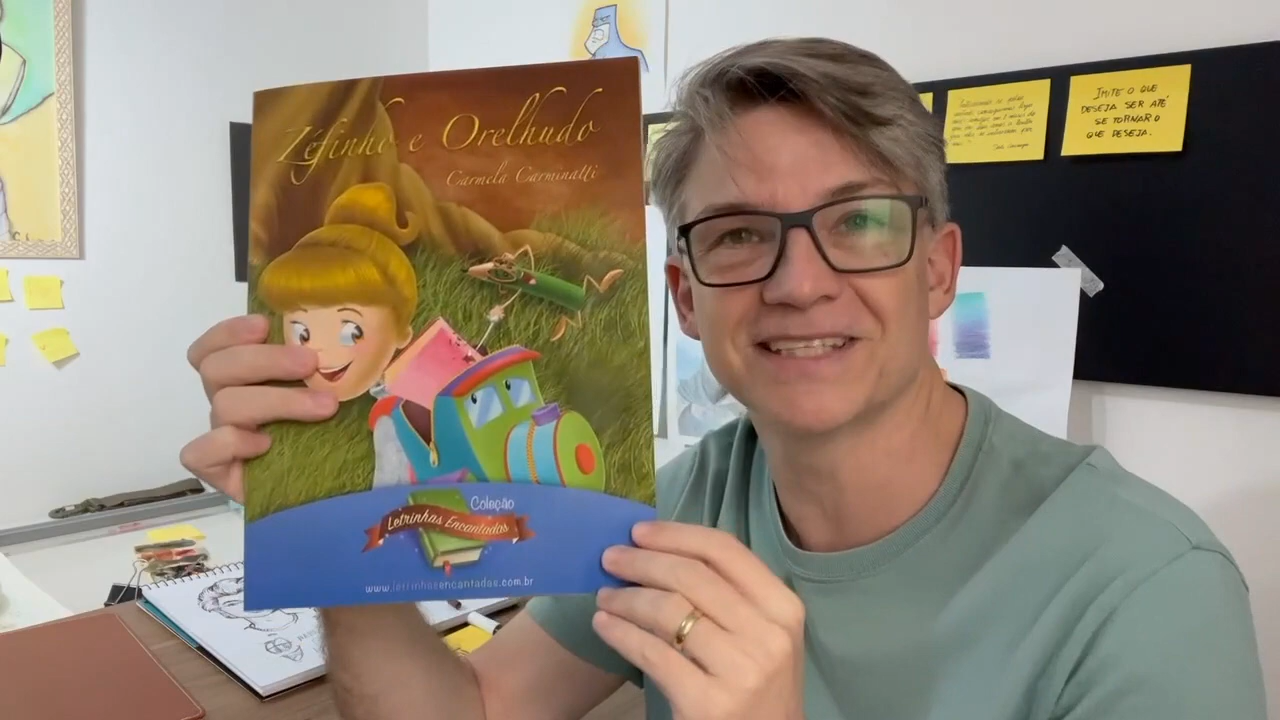 Zéfinho e Orelhudo
Carmela Carminatti
Coleção
Letrinhas Encantadas
www.letrinhasencantadas.com.br
IMITE O QUE
DESEJA SER ATÉ
SE TORNAR O
QUE DESEJA.